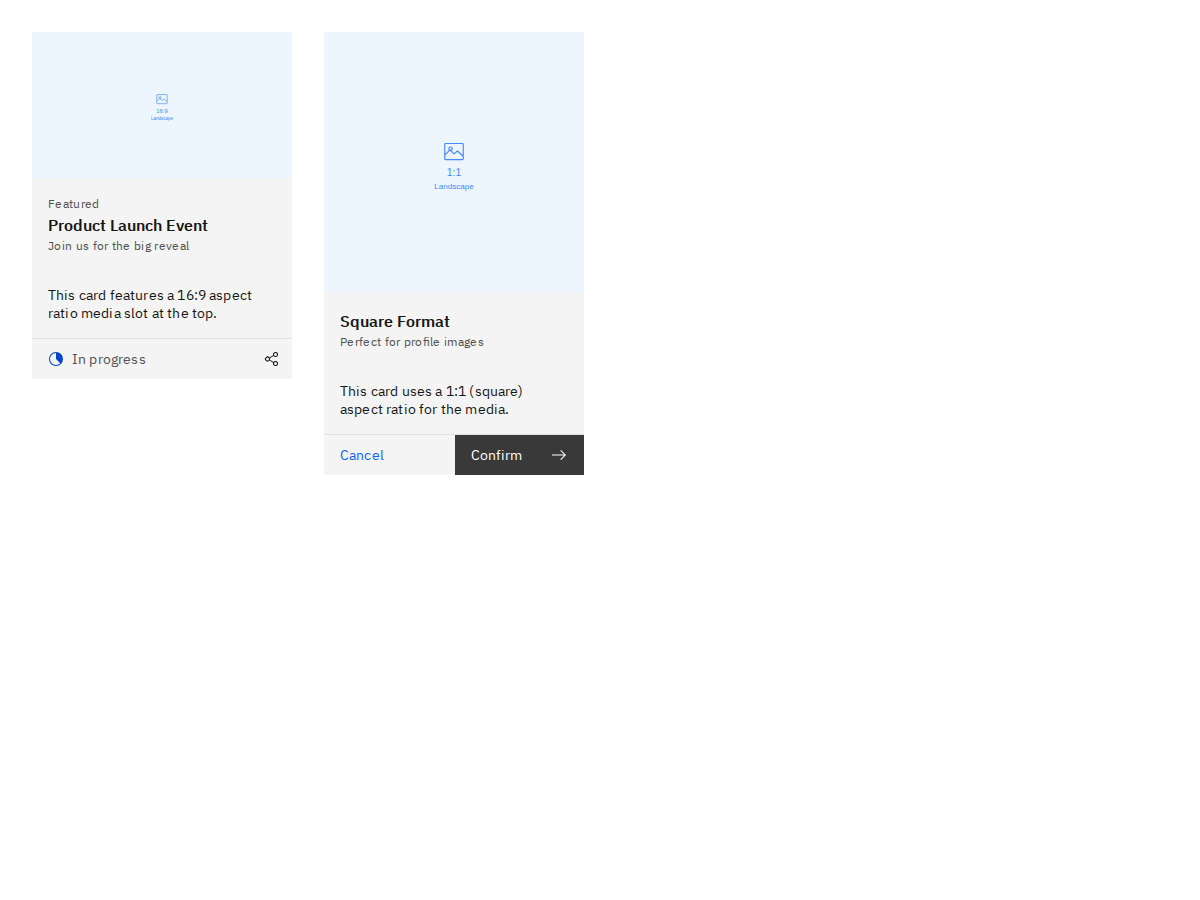 16:9
Landscape
Featured
Product Launch Event
Join us for the big reveal
This card features a 16:9 aspect
ratio media slot at the top.
In progress
1:1
Landscape
Square Format
Perfect for profile images
This card uses a 1:1 (square)
aspect ratio for the media.
Cancel
Confirm